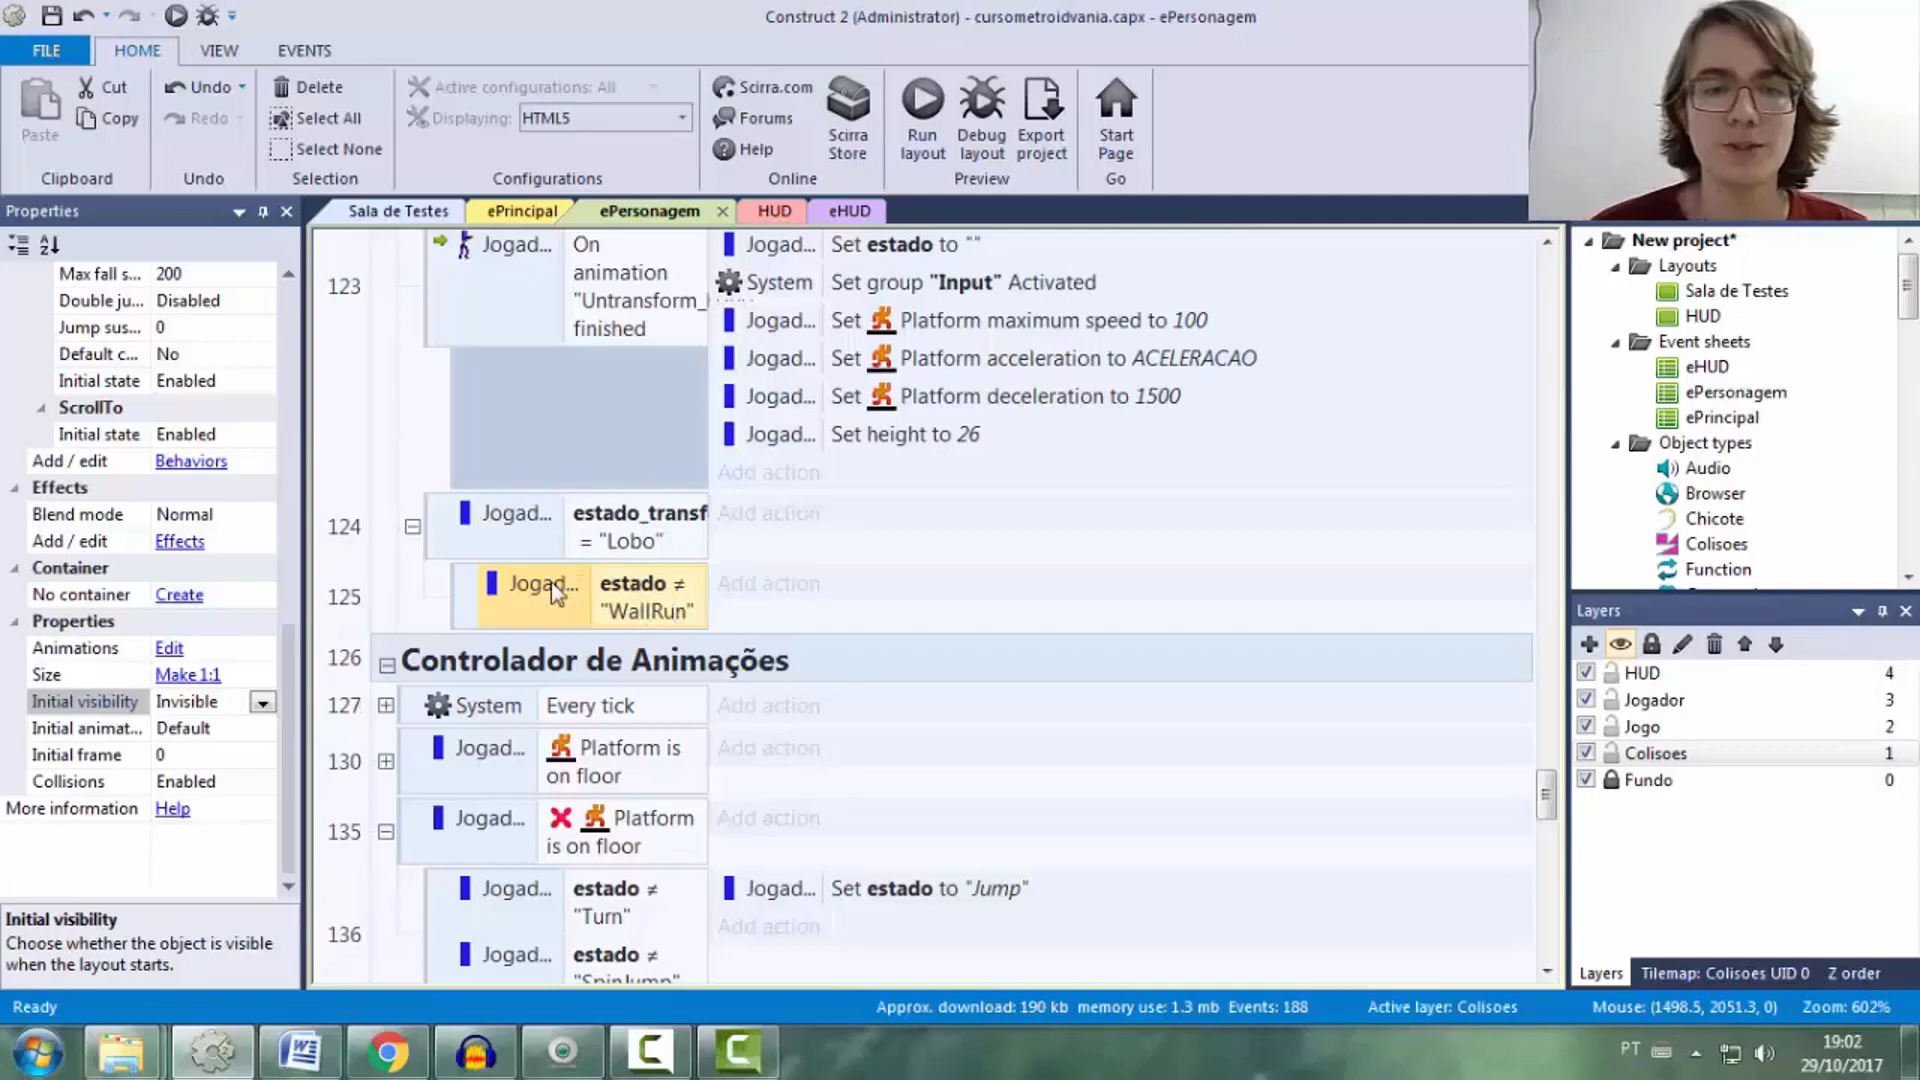 Construct 2 (Administrator) - cursometroidvania.capx - ePersonagem
FILE HOME VIEW EVENTS
Paste
Cut
Copy
Clipboard
Undo
Redo
Undo
Delete
Select All
Select None
Selection
Active configurations: All
Displaying: HTML5
Configurations
Scirra.com
Forums
Help
Scirra Store
Online
Run layout
Debug layout
Export project
Preview
Start Page
Go
Properties
Max fall s... 200
Double ju... Disabled
Jump sus... 0
Default c... No
Initial state Enabled
ScrollTo
Initial state Enabled
Add / edit Behaviors
Effects
Blend mode Normal
Add / edit Effects
Container
No container Create
Properties
Animations Edit
Size Make 1:1
Initial visibility Invisible
Initial animat... Default
Initial frame 0
Collisions Enabled
More information Help
Initial visibility
Choose whether the object is visible
when the layout starts.
Sala de Testes ePrincipal ePersonagem HUD eHUD
123
Jogad... On
animation
"Untransform_
finished
Jogad... Set estado to ""
System Set group "Input" Activated
Jogad... Set Platform maximum speed to 100
Jogad... Set Platform acceleration to ACELERACAO
Jogad... Set Platform deceleration to 1500
Jogad... Set height to 26
Add action
124 Jogad... estado_transf
= "Lobo"
Add action
125 Jogad... estado ≠
"WallRun"
Add action
126 Controlador de Animações
127 System Every tick Add action
130 Jogad... Platform is
on floor
Add action
135 Jogad... Platform
is on floor
Add action
136 Jogad... estado ≠
"Turn"
Jogad... estado ≠
"SpinJump"
Jogad... Set estado to "Jump"
Add action
New project*
Layouts
Sala de Testes
HUD
Event sheets
eHUD
ePersonagem
ePrincipal
Object types
Audio
Browser
Chicote
Colisoes
Function
Layers
HUD 4
Jogador 3
Jogo 2
Colisoes 1
Fundo 0
Layers Tilemap: Colisoes UID 0 Z order
Ready Approx. download: 190 kb memory use: 1.3 mb Events: 188 Active layer: Colisoes Mouse: (1498.5, 2051.3, 0) Zoom: 602%
PT
19:02
29/10/2017